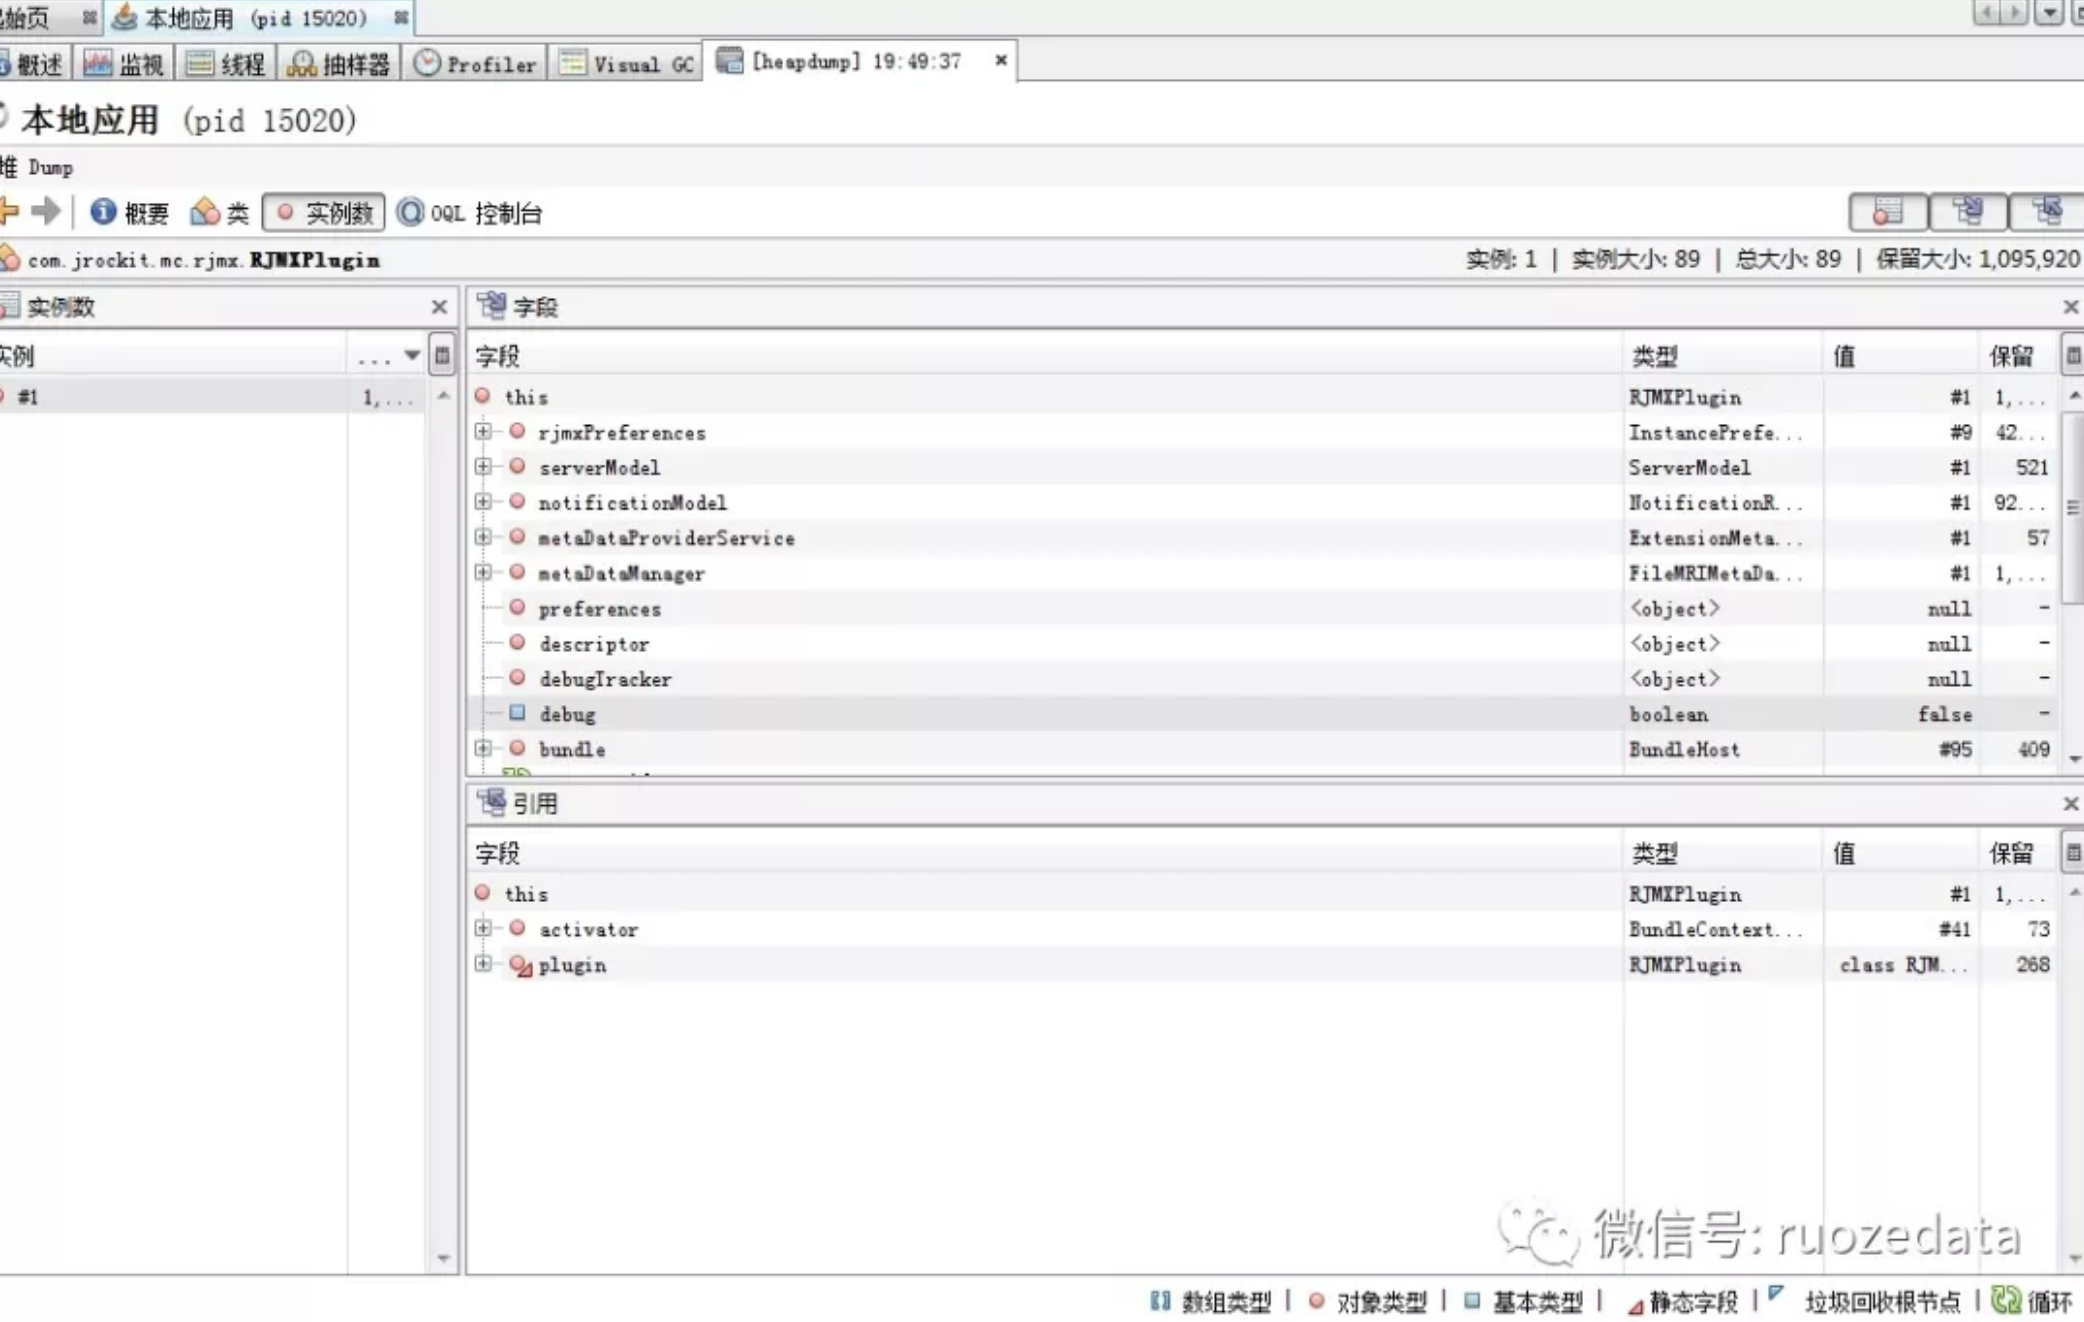 始页 本地应用 (pid 15020)
概述 监视 线程 抽样器 Profiler Visual GC [heapdump] 19:49:37
本地应用 (pid 15020)
堆 Dump
概要 类 实例数 OQL 控制台
com.jrockit.mc.rjmx.RJMXPlugin 实例: 1 | 实例大小: 89 | 总大小: 89 | 保留大小: 1,095,920
实例数
实例 ...
#1 1,...
字段
字段 类型 值 保留
this RJMXPlugin #1 1,...
rjmxPreferences InstancePrefe... #9 42...
serverModel ServerModel #1 521
notificationModel NotificationR... #1 92...
metaDataProviderService ExtensionMeta... #1 57
metaDataManager FileMRIMetaDa... #1 1,...
preferences <object> null -
descriptor <object> null -
debugTracker <object> null -
debug boolean false -
bundle BundleHost #95 409
引用
字段 类型 值 保留
this RJMXPlugin #1 1,...
activator BundleContext... #41 73
plugin RJMXPlugin class RJM... 268
微信号: ruozedata
数组类型 | 对象类型 | 基本类型 | 静态字段 | 垃圾回收根节点 | 循环